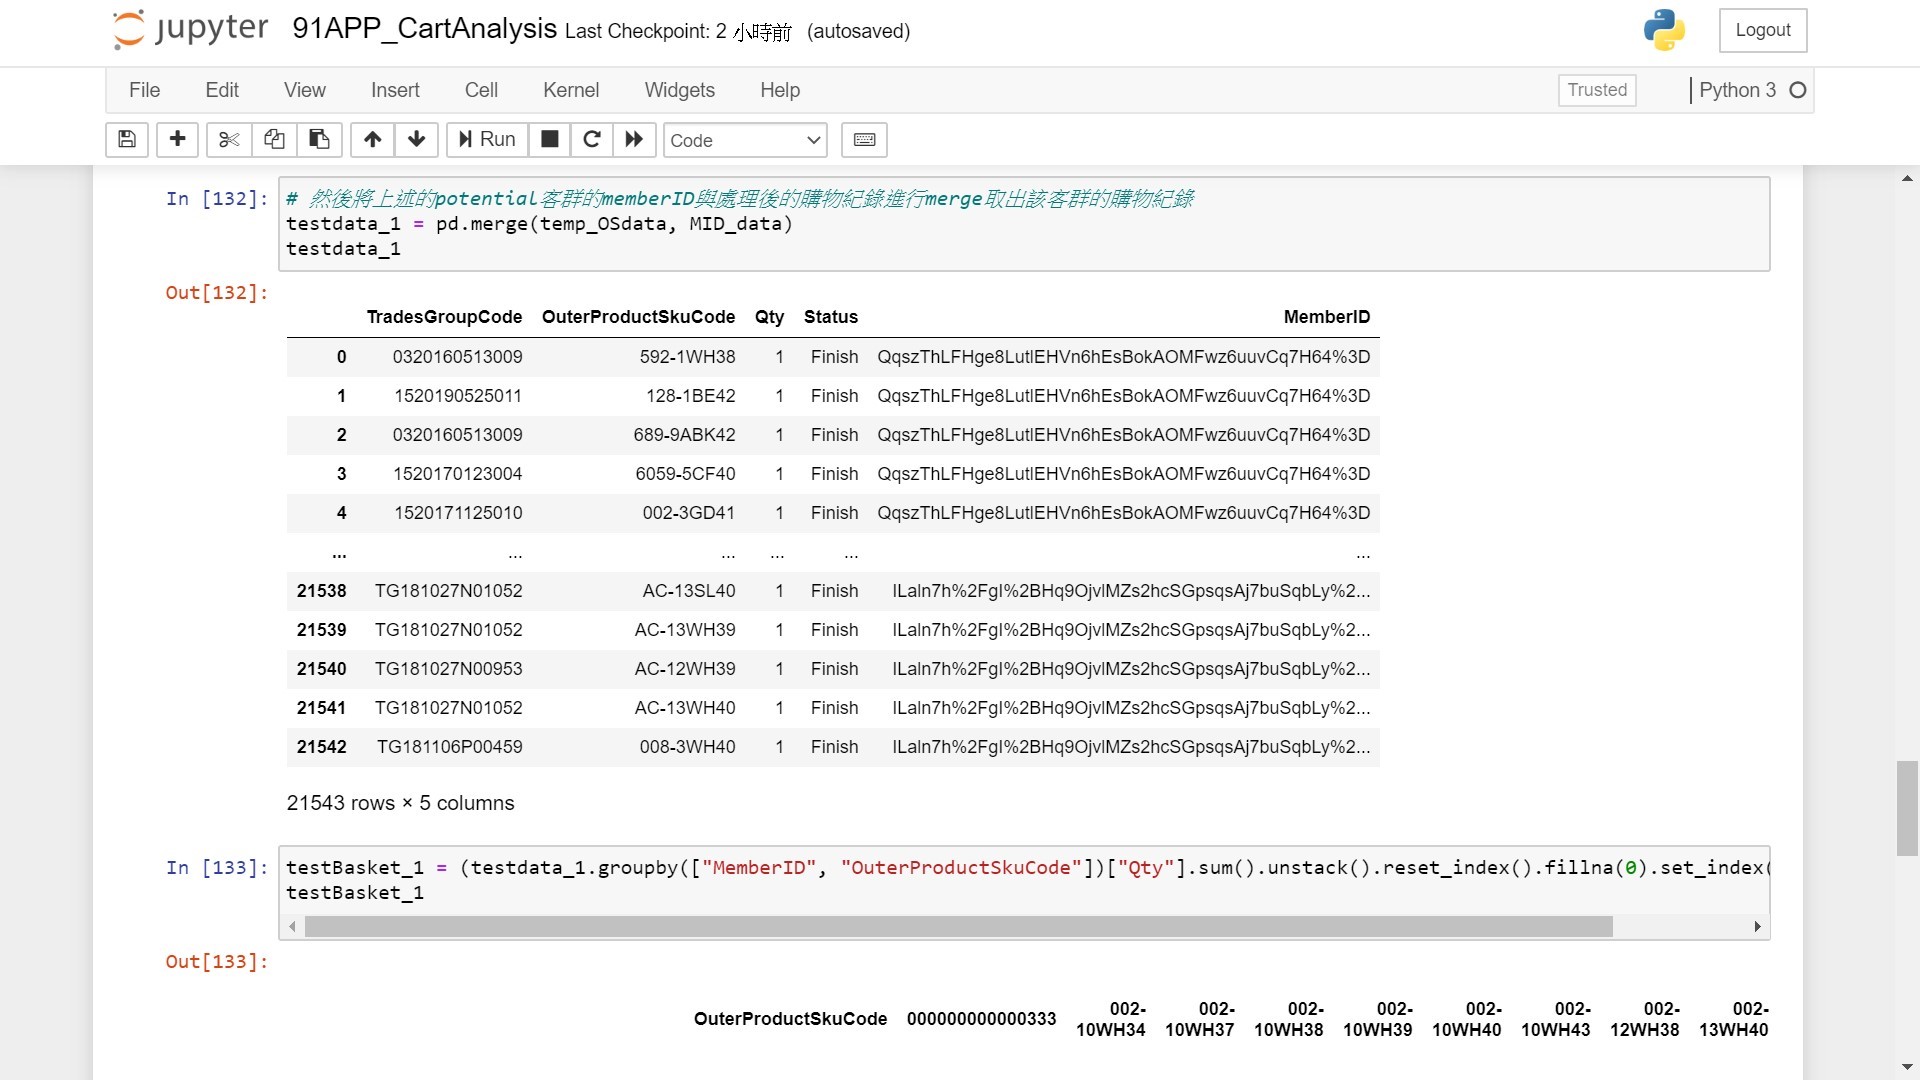 jupyter 91APP_CartAnalysis Last Checkpoint: 2 小時前 (autosaved) Logout
File Edit View Insert Cell Kernel Widgets Help Trusted Python 3
Run Code
In [132]: # 然後將上述的potential客群的memberID與處理後的購物紀錄進行merge取出該客群的購物紀錄
testdata_1 = pd.merge(temp_OSdata, MID_data)
testdata_1
Out[132]:
TradesGroupCode OuterProductSkuCode Qty Status MemberID
0 0320160513009 592-1WH38 1 Finish QqszThLFHge8LutlEHVn6hEsBokAOMFwz6uuvCq7H64%3D
1 1520190525011 128-1BE42 1 Finish QqszThLFHge8LutlEHVn6hEsBokAOMFwz6uuvCq7H64%3D
2 0320160513009 689-9ABK42 1 Finish QqszThLFHge8LutlEHVn6hEsBokAOMFwz6uuvCq7H64%3D
3 1520170123004 6059-5CF40 1 Finish QqszThLFHge8LutlEHVn6hEsBokAOMFwz6uuvCq7H64%3D
4 1520171125010 002-3GD41 1 Finish QqszThLFHge8LutlEHVn6hEsBokAOMFwz6uuvCq7H64%3D
... ... ... ... ... ...
21538 TG181027N01052 AC-13SL40 1 Finish ILaln7h%2FgI%2BHq9OjvlMZs2hcSGpsqsAj7buSqbLy%2...
21539 TG181027N01052 AC-13WH39 1 Finish ILaln7h%2FgI%2BHq9OjvlMZs2hcSGpsqsAj7buSqbLy%2...
21540 TG181027N00953 AC-12WH39 1 Finish ILaln7h%2FgI%2BHq9OjvlMZs2hcSGpsqsAj7buSqbLy%2...
21541 TG181027N01052 AC-13WH40 1 Finish ILaln7h%2FgI%2BHq9OjvlMZs2hcSGpsqsAj7buSqbLy%2...
21542 TG181106P00459 008-3WH40 1 Finish ILaln7h%2FgI%2BHq9OjvlMZs2hcSGpsqsAj7buSqbLy%2...
21543 rows × 5 columns
In [133]: testBasket_1 = (testdata_1.groupby(["MemberID", "OuterProductSkuCode"])["Qty"].sum().unstack().reset_index().fillna(0).set_index(
testBasket_1
Out[133]:
OuterProductSkuCode 000000000000333 002-10WH34 002-10WH37 002-10WH38 002-10WH39 002-10WH40 002-10WH43 002-12WH38 002-13WH40